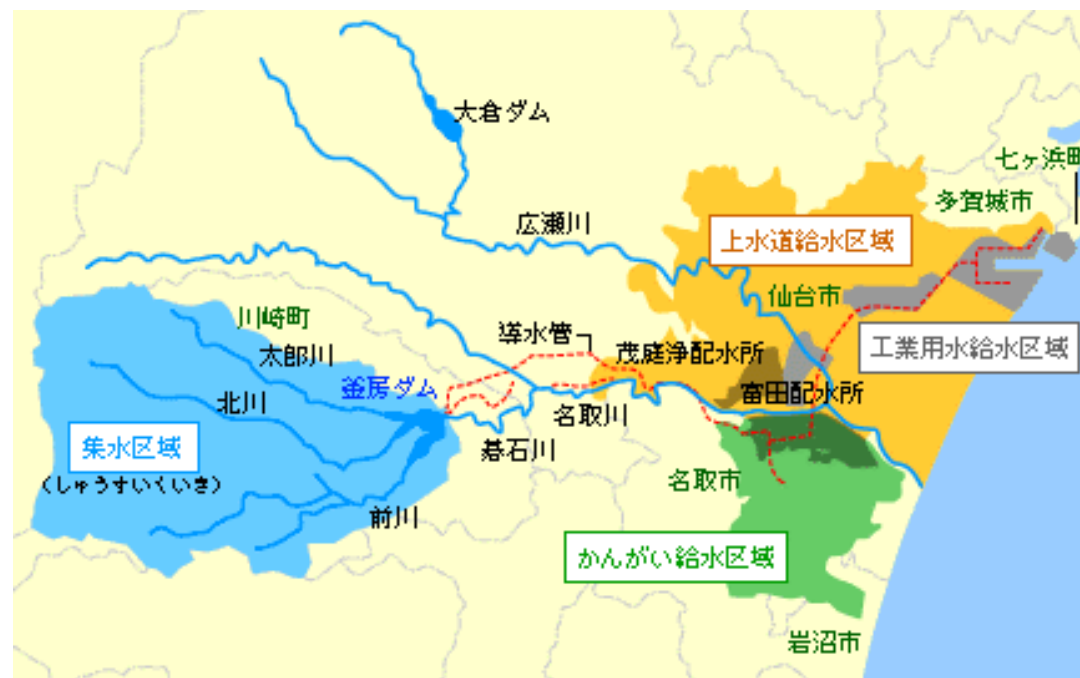 大倉ダム
七ヶ浜町
多賀城市
広瀬川
上水道給水区域
仙台市
川崎町
導水管
茂庭浄配水所
工業用水給水区域
太郎川
釜房ダム
富田配水所
北川
名取川
集水区域
(しゅうすいくいき)
碁石川
名取市
前川
かんがい給水区域
岩沼市